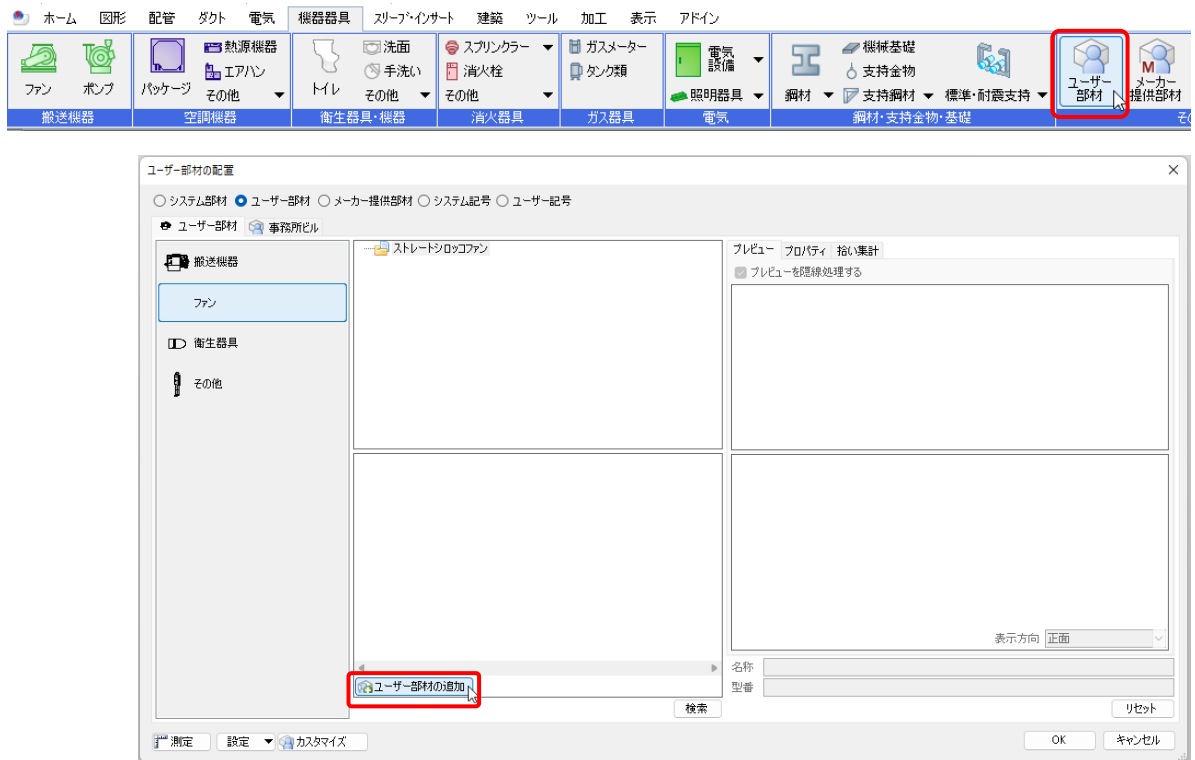 ホーム 図形 配管 ダクト 電気 機器器具 スリーブ・インサート 建築 ツール 加工 表示 アドイン
ファン ポンプ パッケージ 熱源機器 エアハン その他 トイレ 洗面 手洗い その他 スプリンクラー 消火栓 その他 ガスメーター タンク類 電気設備 照明器具 鋼材 機械基礎 支持金物 支持鋼材 標準・耐震支持 ユーザー部材 メーカー提供部材
搬送機器 空調機器 衛生器具・機器 消火器具 ガス器具 電気 鋼材・支持金物・基礎
ユーザー部材の配置
システム部材 ユーザー部材 メーカー提供部材 システム記号 ユーザー記号
ユーザー部材 事務所ビル
搬送機器
ファン
衛生器具
その他
ストレートシロッコファン
プレビュー プロパティ 拾い集計
プレビューを隠線処理する
表示方向 正面
名称
型番
ユーザー部材の追加
検索 リセット
測定 設定 カスタマイズ OK キャンセル